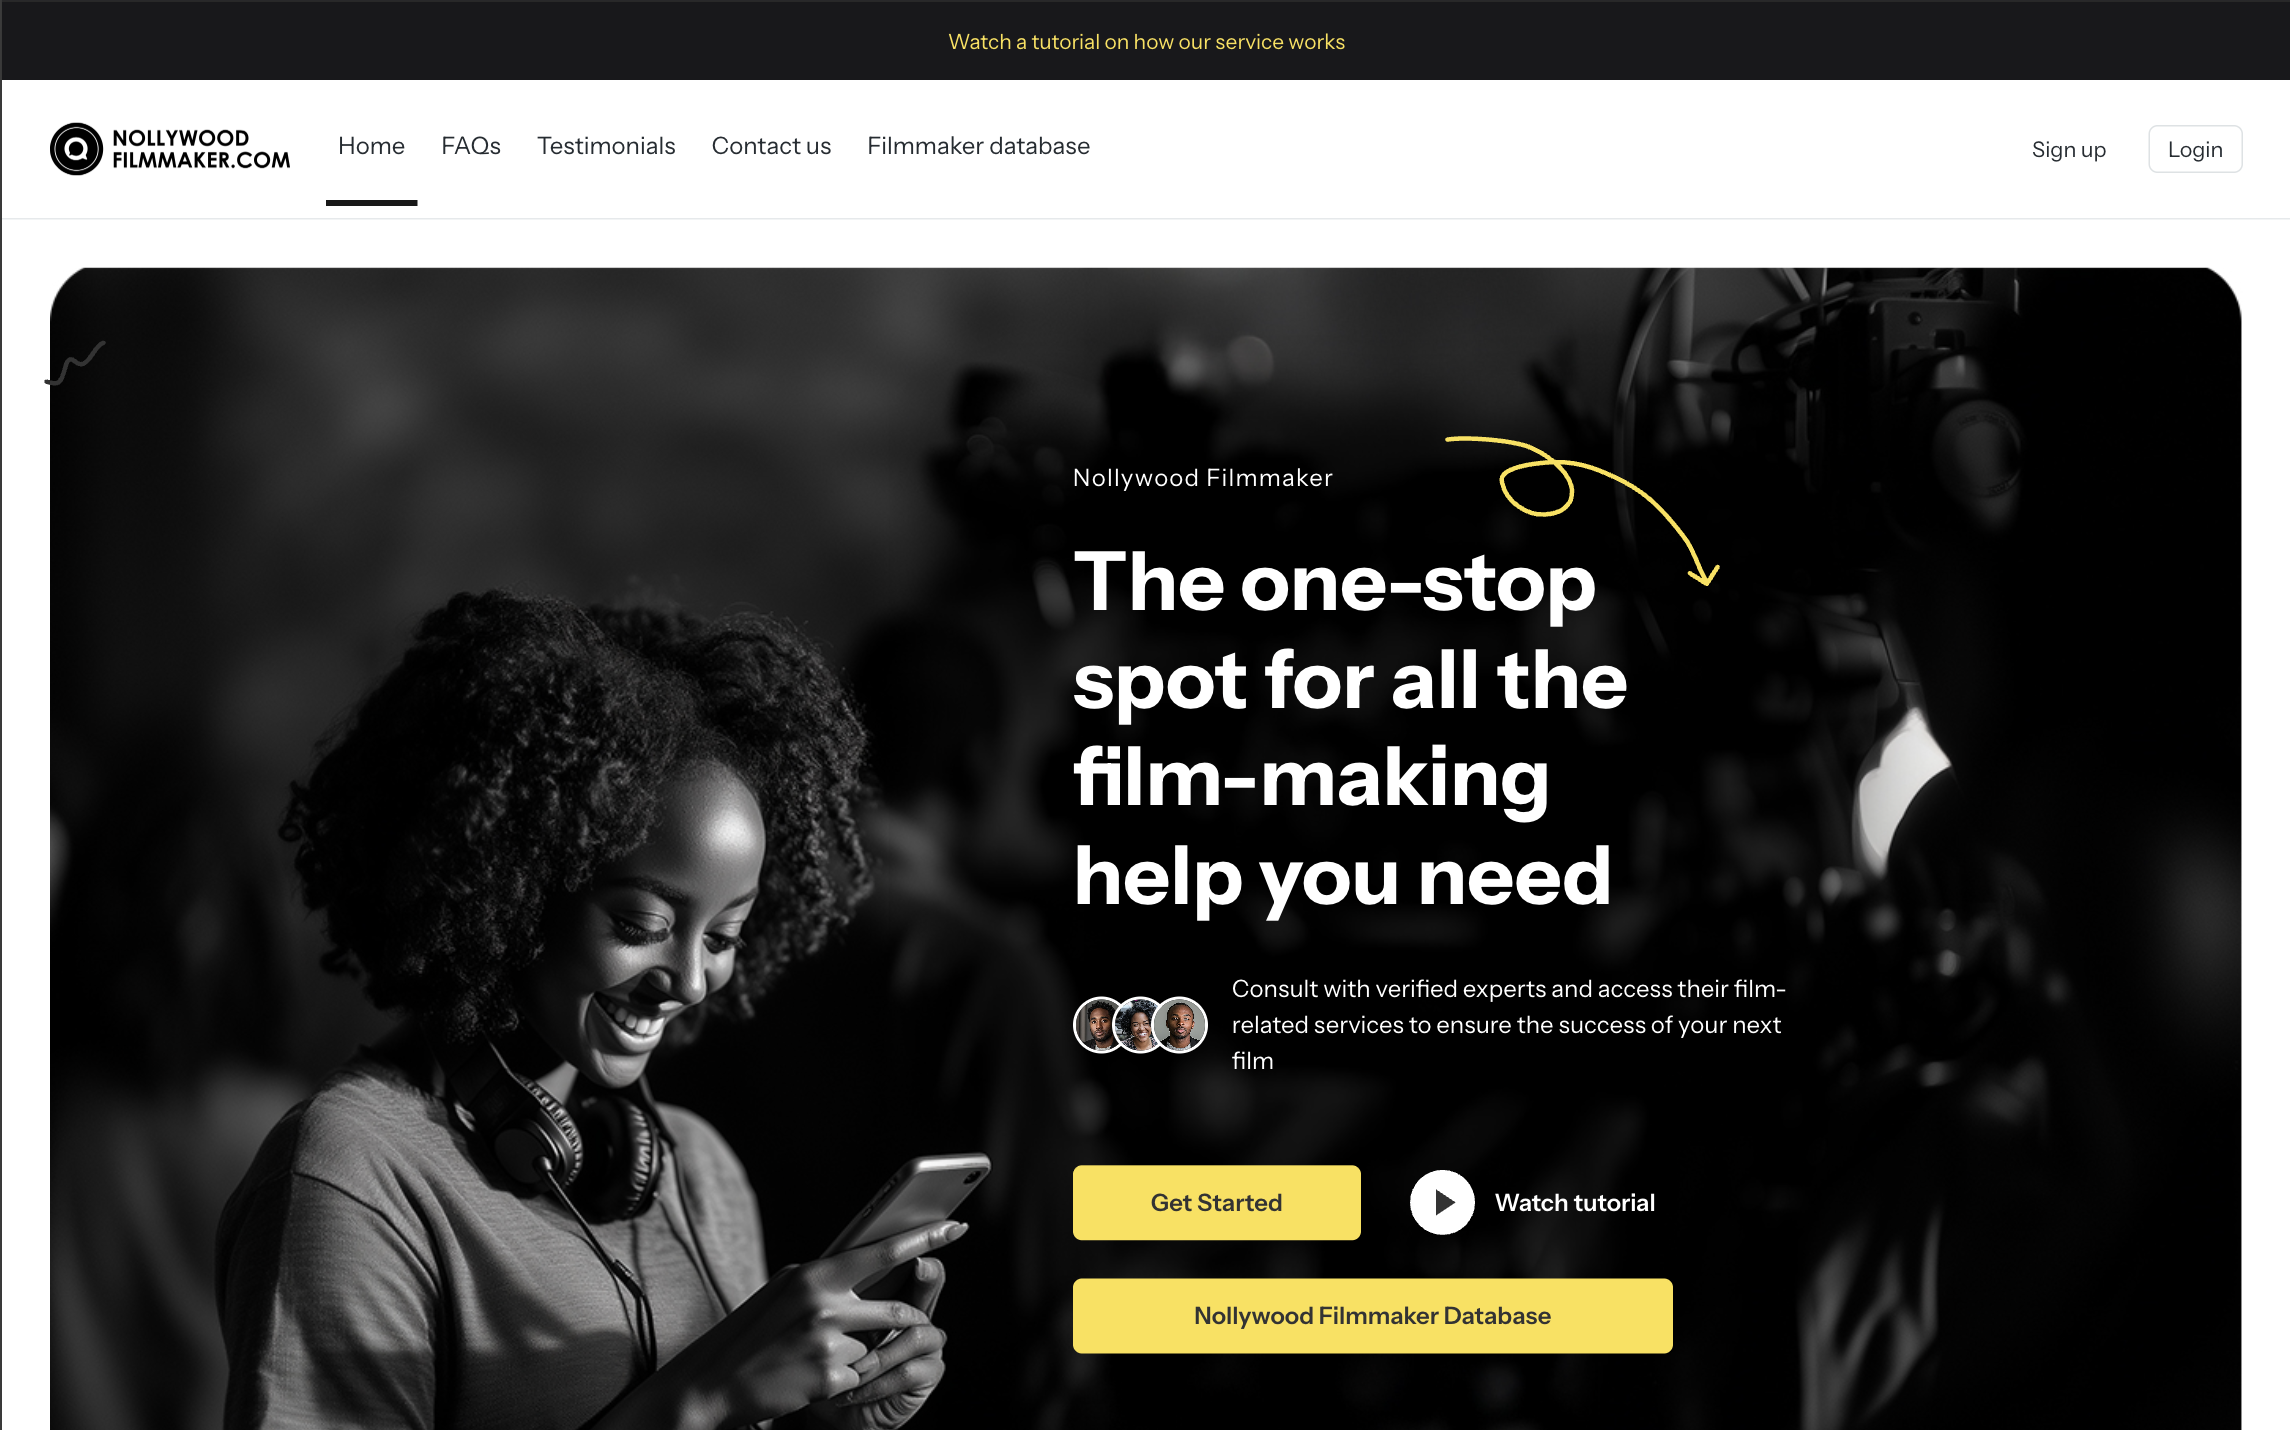 Watch a tutorial on how our service works
NOLLYWOOD
FILMMAKER.COM
Home
FAQs
Testimonials
Contact us
Filmmaker database
Sign up
Login
Nollywood Filmmaker
The one-stop
spot for all the
film-making
help you need
Consult with verified experts and access their film-
related services to ensure the success of your next
film
Get Started
Watch tutorial
Nollywood Filmmaker Database